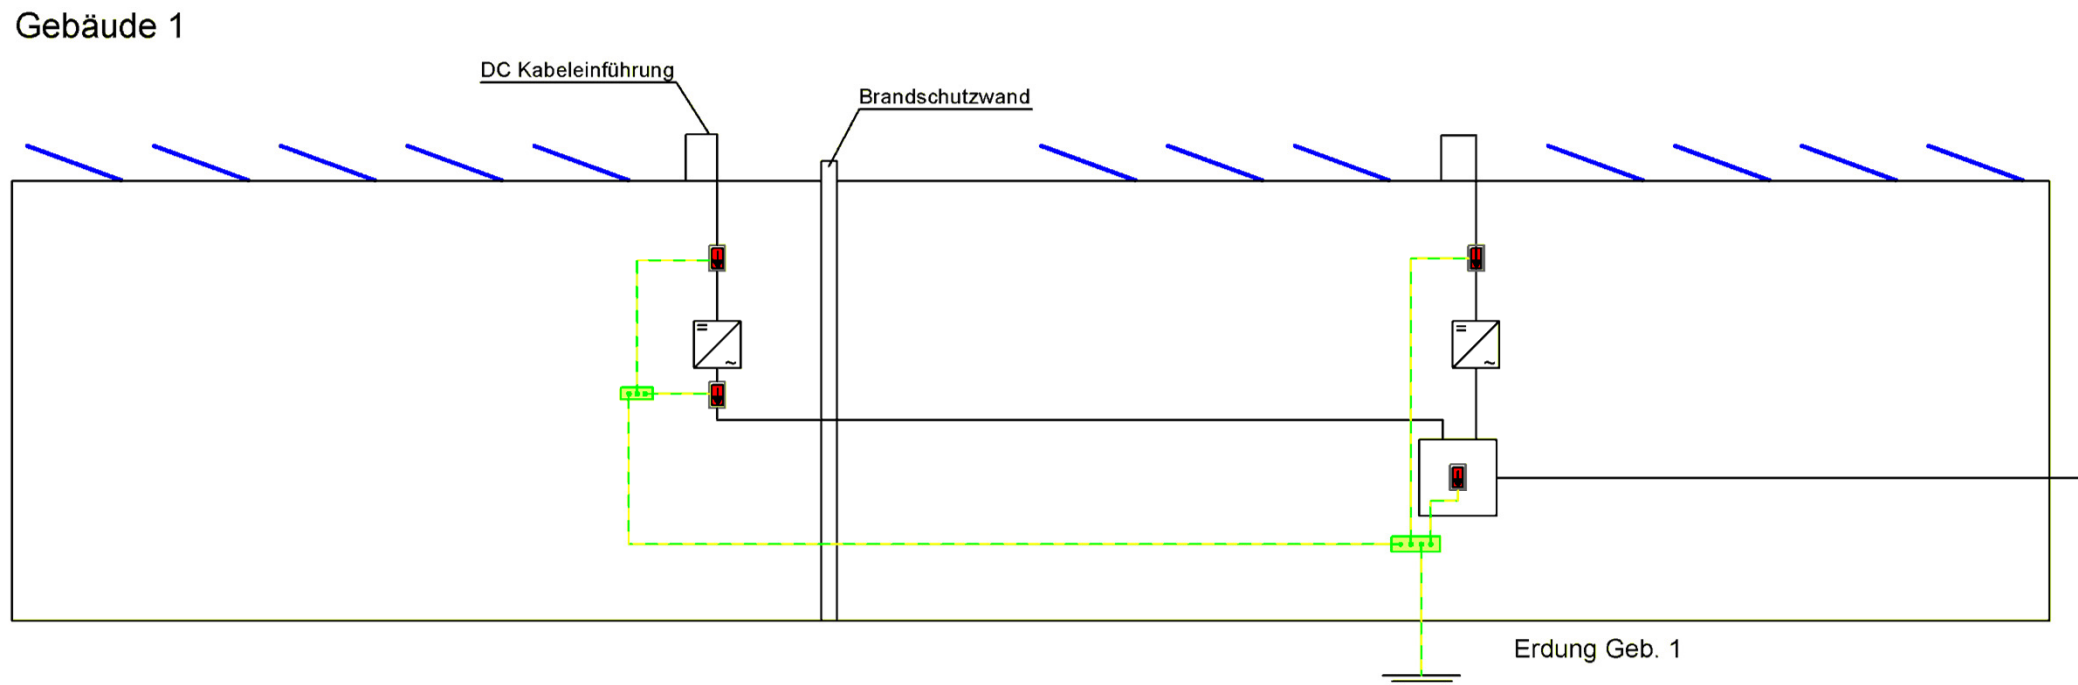 Gebäude 1
DC Kabeleinführung
Brandschutzwand
Erdung Geb. 1